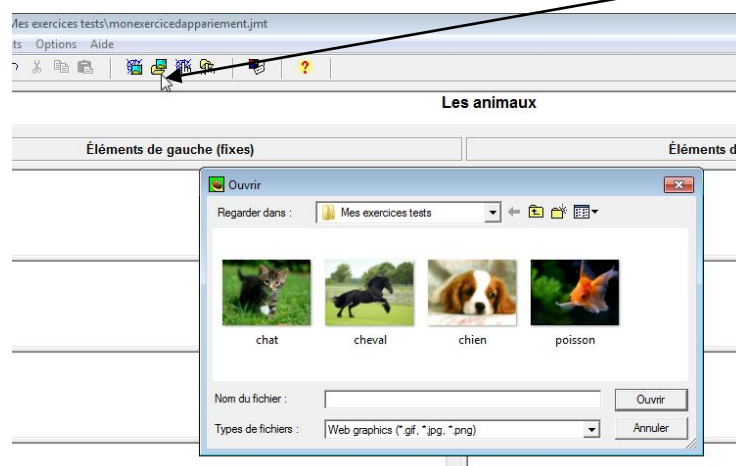 Mes exercices tests\monexercicedappariement.jmt
Options Aide
?
Les animaux
Éléments de gauche (fixes)
Éléments d
Ouvrir
Regarder dans :
Mes exercices tests
chat
cheval
chien
poisson
Nom du fichier :
Ouvrir
Types de fichiers :
Web graphics (*.gif, *.jpg, *.png)
Annuler